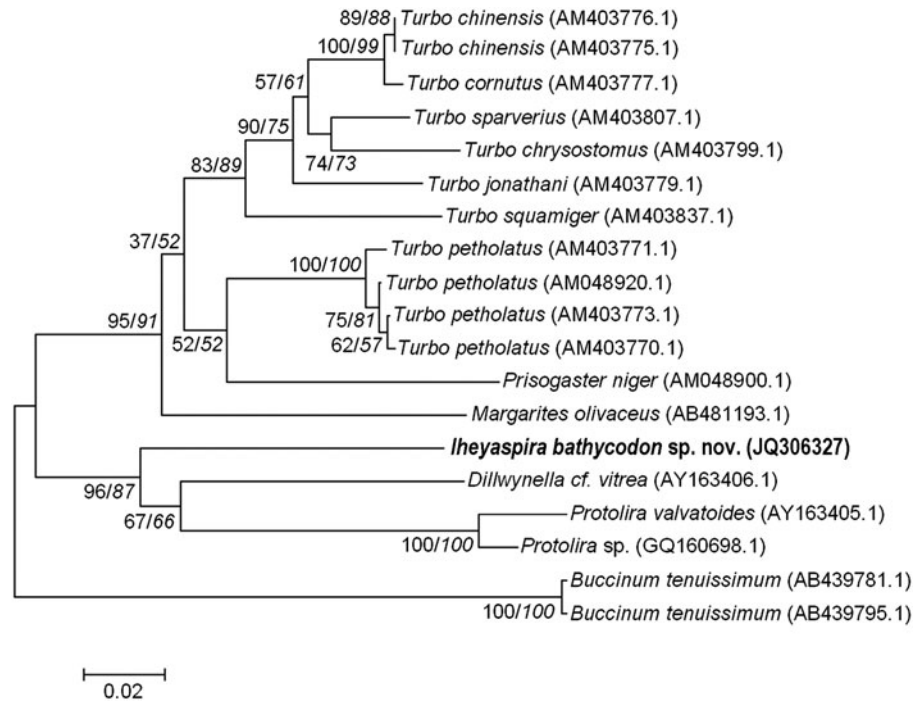 89/88 Turbo chinensis (AM403776.1)
Turbo chinensis (AM403775.1)
100/99
Turbo cornutus (AM403777.1)
57/61
Turbo sparverius (AM403807.1)
90/75
Turbo chrysostomus (AM403799.1)
74/73
83/89
Turbo jonathani (AM403779.1)
Turbo squamiger (AM403837.1)
37/52
Turbo petholatus (AM403771.1)
100/100
Turbo petholatus (AM048920.1)
75/81
Turbo petholatus (AM403773.1)
95/91
52/52
62/57
Turbo petholatus (AM403770.1)
Prisogaster niger (AM048900.1)
Margarites olivaceus (AB481193.1)
Iheyaspira bathycodon sp. nov. (JQ306327)
96/87
Dillwynella cf. vitrea (AY163406.1)
67/66
Protolira valvatoides (AY163405.1)
100/100
Protolira sp. (GQ160698.1)
Buccinum tenuissimum (AB439781.1)
100/100
Buccinum tenuissimum (AB439795.1)
0.02